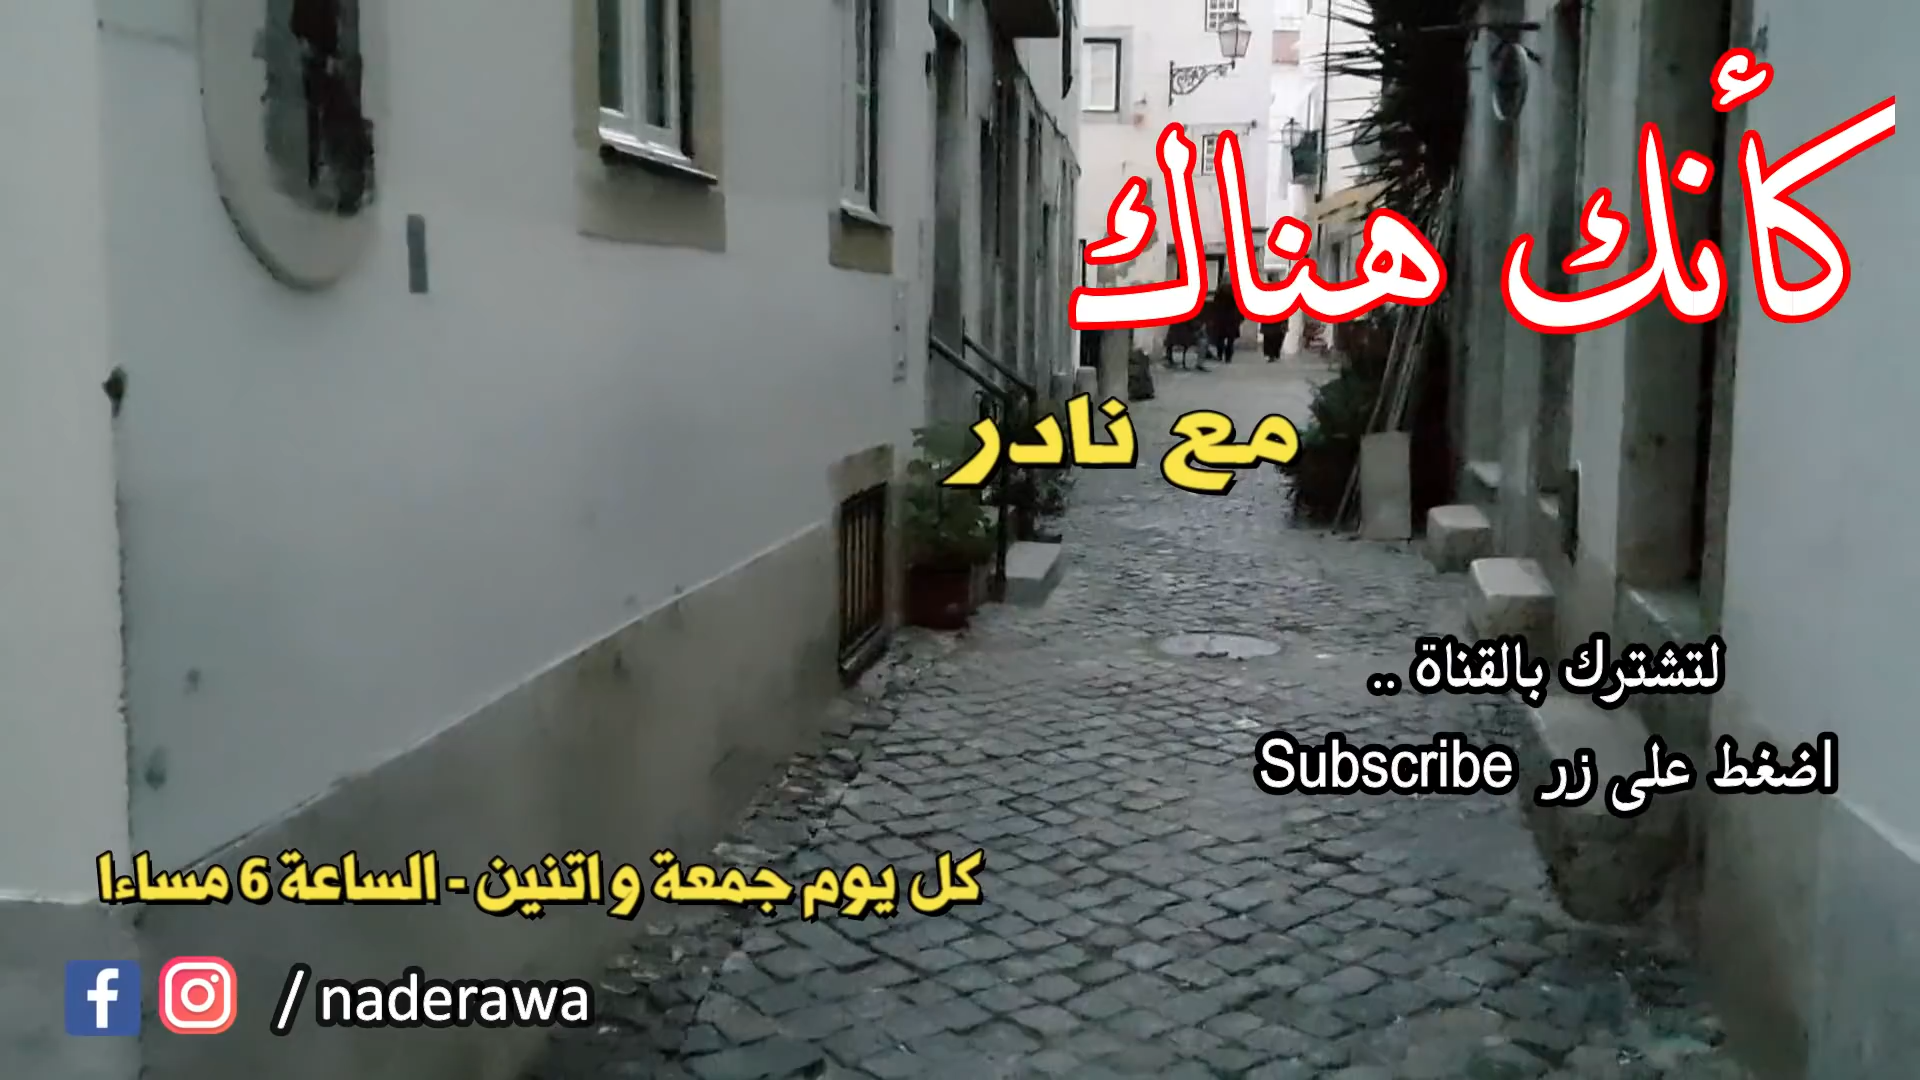 كأنك هناك
مع نادر
لتشترك بالقناة ..
اضغط على زر Subscribe
كل يوم جمعة و اتنين - الساعة 6 مساءا
/ naderawa